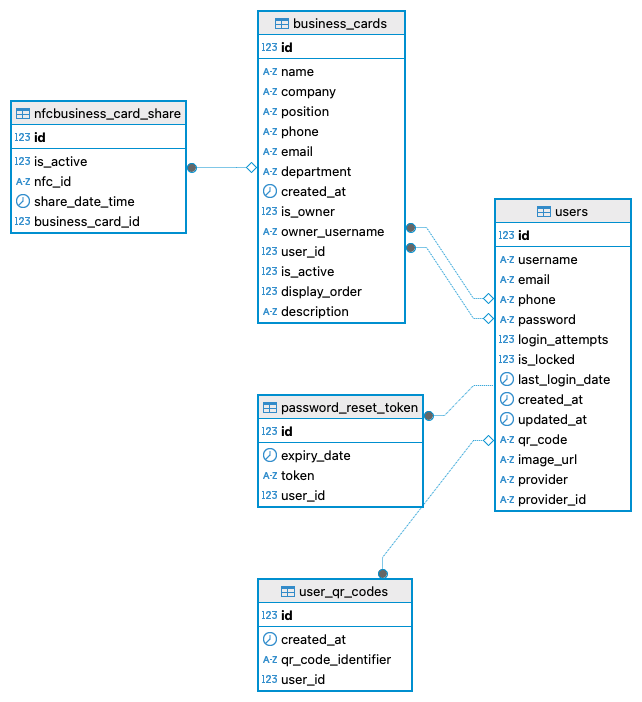 business_cards
123 id
A-Z name
A-Z company
A-Z position
A-Z phone
A-Z email
A-Z department
created_at
123 is_owner
A-Z owner_username
123 user_id
123 is_active
123 display_order
A-Z description
nfcbusiness_card_share
123 id
123 is_active
A-Z nfc_id
share_date_time
123 business_card_id
users
123 id
A-Z username
A-Z email
A-Z phone
A-Z password
123 login_attempts
123 is_locked
last_login_date
created_at
updated_at
A-Z qr_code
A-Z image_url
A-Z provider
A-Z provider_id
password_reset_token
123 id
expiry_date
A-Z token
123 user_id
user_qr_codes
123 id
created_at
A-Z qr_code_identifier
123 user_id